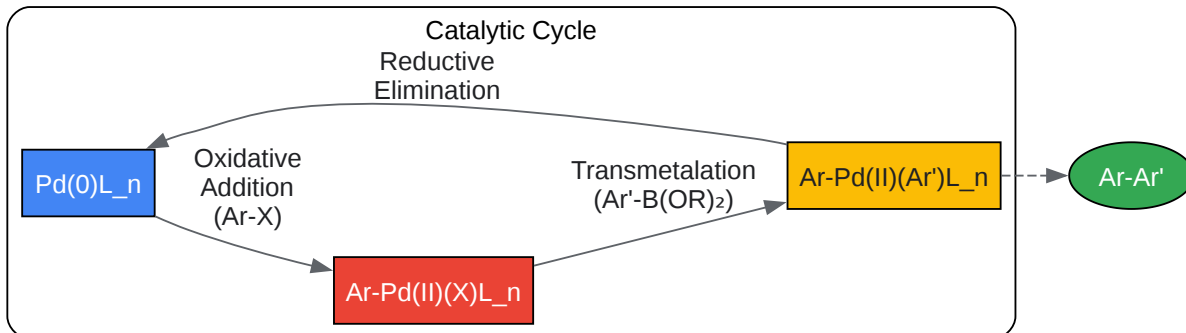 Catalytic Cycle
Reductive
Elimination
Oxidative
Addition
(Ar-X)
Transmetalation
(Ar'-B(OR)₂)
Pd(0)L_n
Ar-Pd(II)(Ar')L_n
Ar-Ar'
Ar-Pd(II)(X)L_n